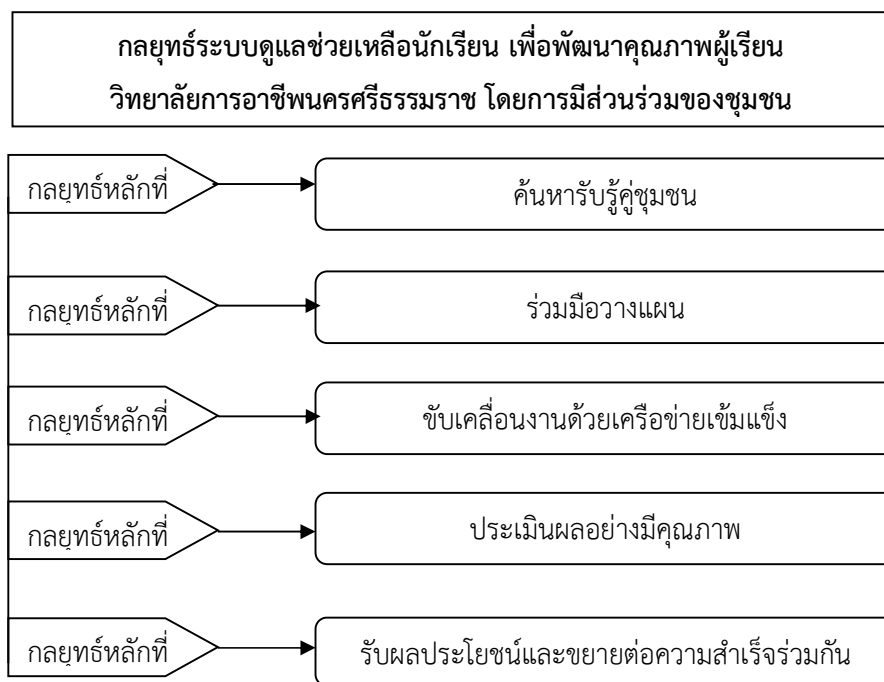 กลยุทธ์ระบบดูแลช่วยเหลือนักเรียน เพื่อพัฒนาคุณภาพผู้เรียน
วิทยาลัยการอาชีพนครศรีธรรมราช โดยการมีส่วนร่วมของชุมชน
กลยุทธ์หลักที่
ค้นหารับรู้คู่ชุมชน
กลยุทธ์หลักที่
ร่วมมือวางแผน
กลยุทธ์หลักที่
ขับเคลื่อนงานด้วยเครือข่ายเข้มแข็ง
กลยุทธ์หลักที่
ประเมินผลอย่างมีคุณภาพ
กลยุทธ์หลักที่
รับผลประโยชน์และขยายต่อความสำเร็จร่วมกัน